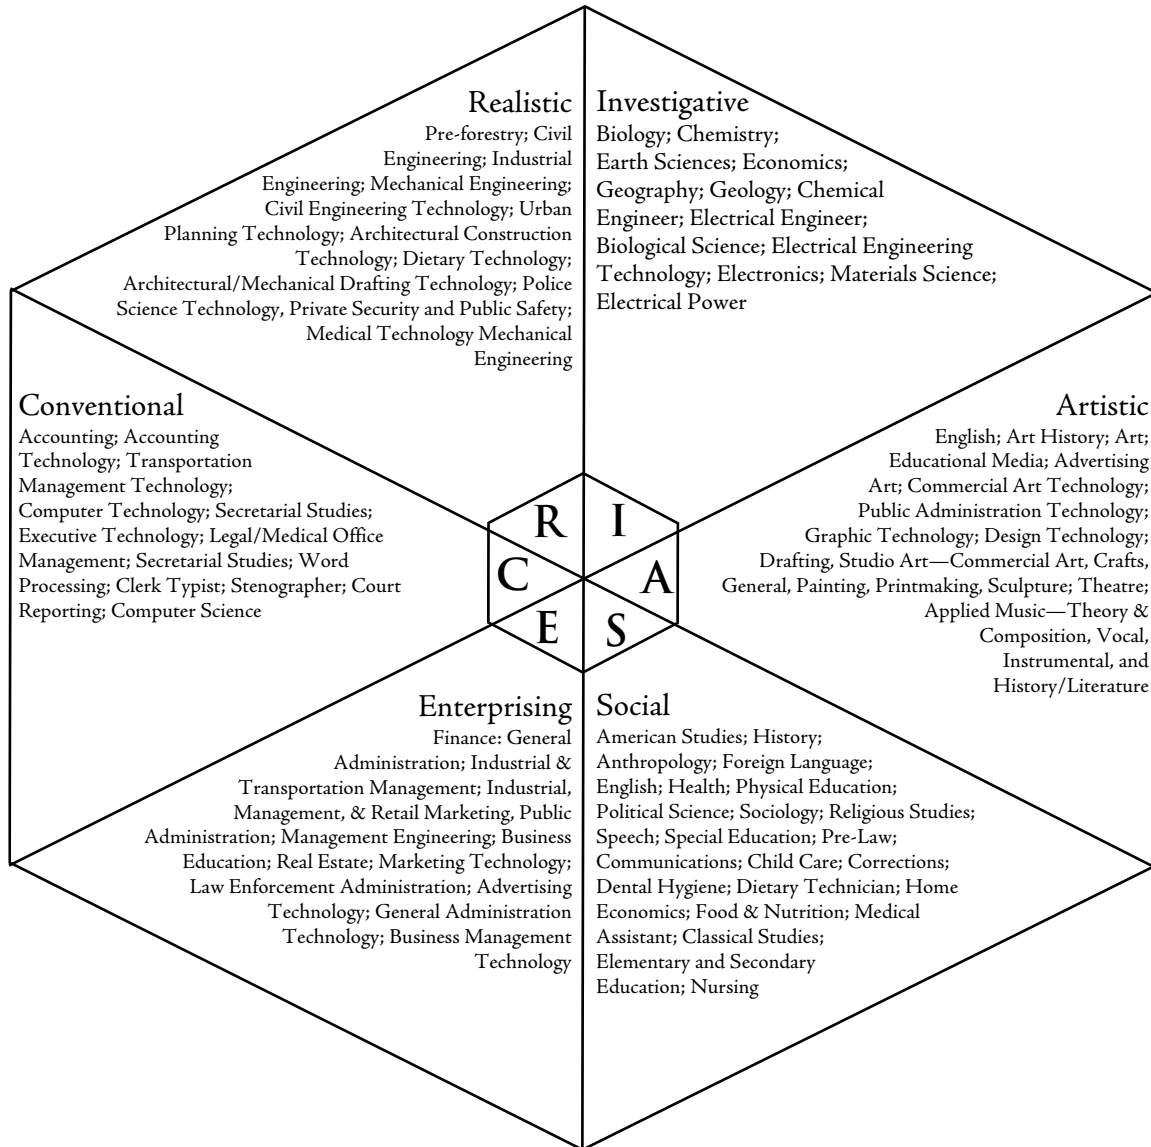 Realistic
Pre-forestry; Civil
Engineering; Industrial
Engineering; Mechanical Engineering;
Civil Engineering Technology; Urban
Planning Technology; Architectural Construction
Technology; Dietary Technology;
Architectural/Mechanical Drafting Technology; Police
Science Technology, Private Security and Public Safety;
Medical Technology Mechanical
Engineering
Investigative
Biology; Chemistry;
Earth Sciences; Economics;
Geography; Geology; Chemical
Engineer; Electrical Engineer;
Biological Science; Electrical Engineering
Technology; Electronics; Materials Science;
Electrical Power
Conventional
Accounting; Accounting
Technology; Transportation
Management Technology;
Computer Technology; Secretarial Studies;
Executive Technology; Legal/Medical Office
Management; Secretarial Studies; Word
Processing; Clerk Typist; Stenographer; Court
Reporting; Computer Science
R I
C A
E S
Artistic
English; Art History; Art;
Educational Media; Advertising
Art; Commercial Art Technology;
Public Administration Technology;
Graphic Technology; Design Technology;
Drafting, Studio Art—Commercial Art, Crafts,
General, Painting, Printmaking, Sculpture; Theatre;
Applied Music—Theory &
Composition, Vocal,
Instrumental, and
History/Literature
Enterprising
Finance: General
Administration; Industrial &
Transportation Management; Industrial,
Management, & Retail Marketing, Public
Administration; Management Engineering; Business
Education; Real Estate; Marketing Technology;
Law Enforcement Administration; Advertising
Technology; General Administration
Technology; Business Management
Technology
Social
American Studies; History;
Anthropology; Foreign Language;
English; Health; Physical Education;
Political Science; Sociology; Religious Studies;
Speech; Special Education; Pre-Law;
Communications; Child Care; Corrections;
Dental Hygiene; Dietary Technician; Home
Economics; Food & Nutrition; Medical
Assistant; Classical Studies;
Elementary and Secondary
Education; Nursing